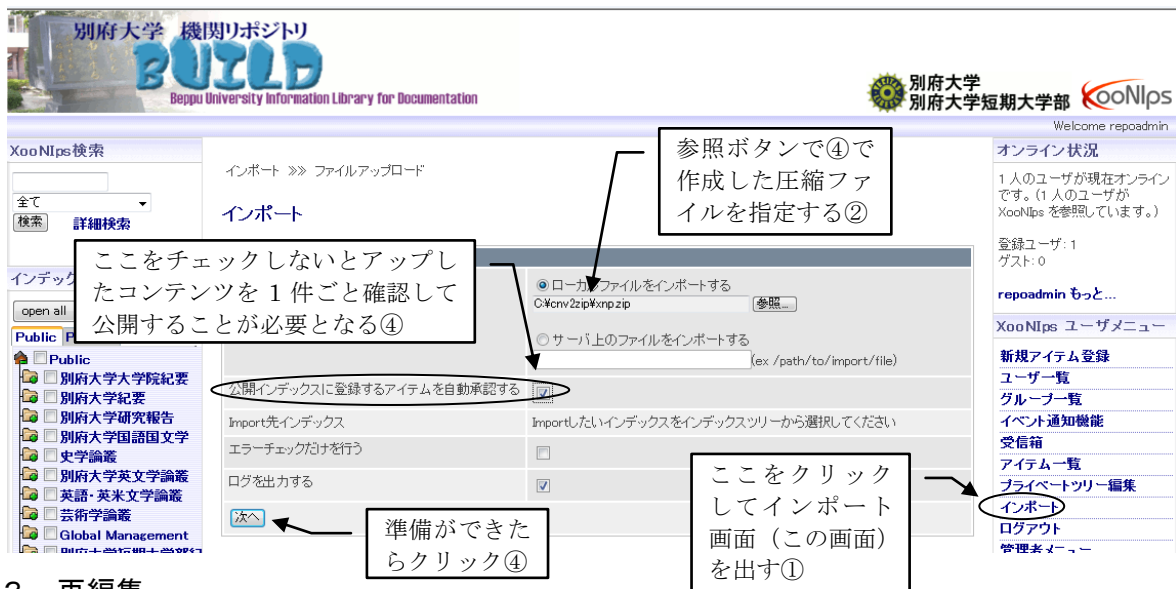 別府大学 機関リポジトリ
BUILD
Beppu University Information Library for Documentation
別府大学
別府大学短期大学部
XooNIps
Welcome repoadmin
XooNIps検索
全て
検索 詳細検索
インデック
open all
Public P
Public
別府大学大学院紀要
別府大学紀要
別府大学研究報告
別府大学国語国文学
史学論叢
別府大学英文学論叢
英語・英米文学論叢
芸術学論叢
Global Management
別府大学短期大学部紀
インポート >> ファイルアップロード
インポート
参照ボタンで④で
作成した圧縮ファ
イルを指定する②
ここをチェックしないとアップし
たコンテンツを 1 件ごと確認して
公開することが必要となる④
ローカルファイルをインポートする
C:¥cnv2zip¥xnp.zip 参照...
サーバ上のファイルをインポートする
(ex /path/to/import/file)
公開インデックスに登録するアイテムを自動承認する
Import先インデックス Importしたいインデックスをインデックスツリーから選択してください
エラーチェックだけを行う
ログを出力する
次へ
準備ができた
らクリック④
ここをクリック
してインポート
画面（この画面）
を出す①
オンライン状況
1 人のユーザが現在オンライン
です。(1 人のユーザが
XooNIps を参照しています。)
登録ユーザ: 1
ゲスト: 0
repoadmin もっと...
XooNIps ユーザメニュー
新規アイテム登録
ユーザ一覧
グループ一覧
イベント通知機能
受信箱
アイテム一覧
プライベートツリー編集
インポート
ログアウト
管理者メニュー
再編集